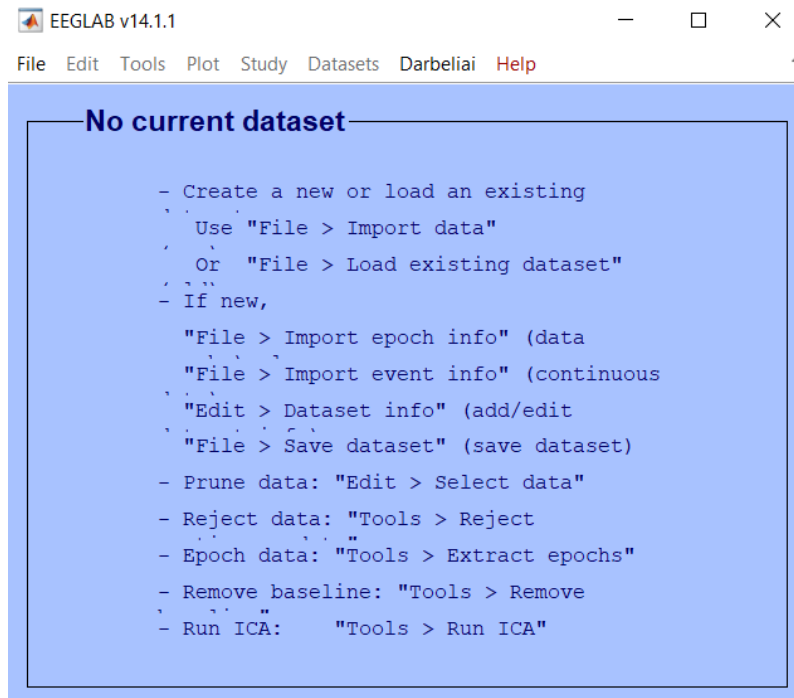 EEGLAB v14.1.1
File Edit Tools Plot Study Datasets Darbeliai Help
No current dataset
- Create a new or load an existing
Use "File > Import data"
Or "File > Load existing dataset"
- If new,
"File > Import epoch info" (data
"File > Import event info" (continuous
"Edit > Dataset info" (add/edit
"File > Save dataset" (save dataset)
- Prune data: "Edit > Select data"
- Reject data: "Tools > Reject
- Epoch data: "Tools > Extract epochs"
- Remove baseline: "Tools > Remove
- Run ICA: "Tools > Run ICA"